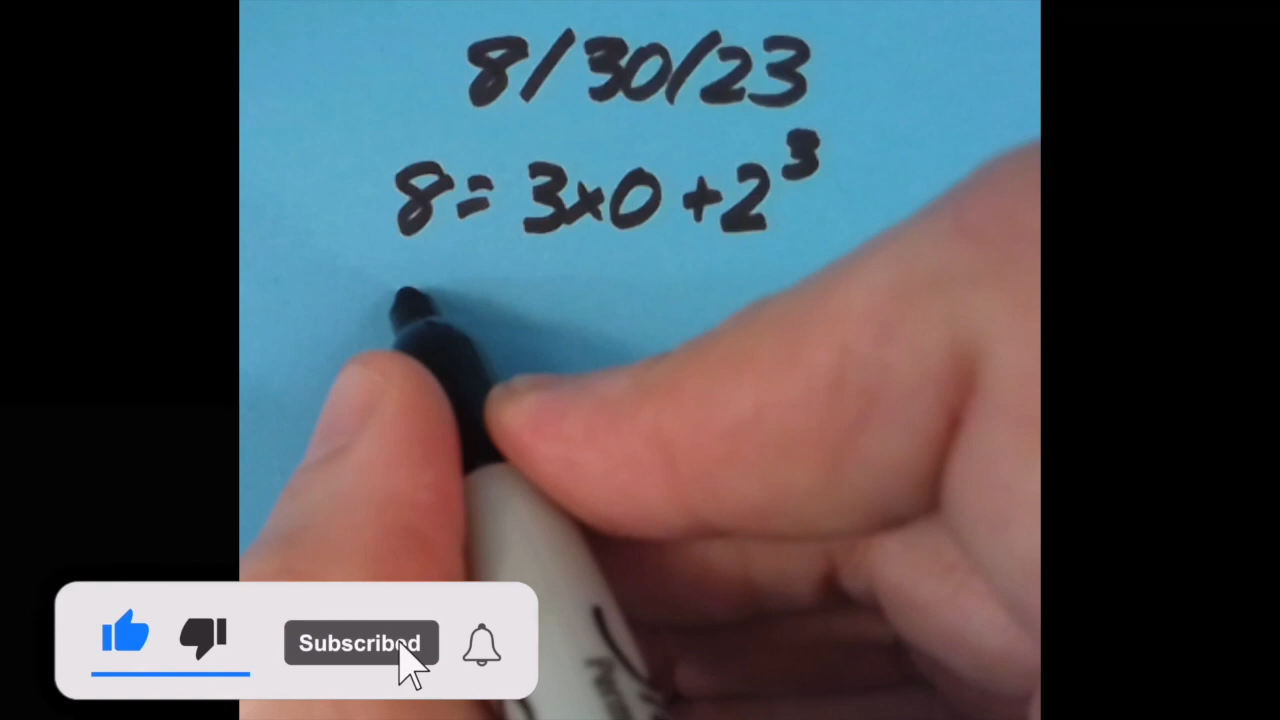 8/30/23
8 = 3x0 + 2³
Subscribed